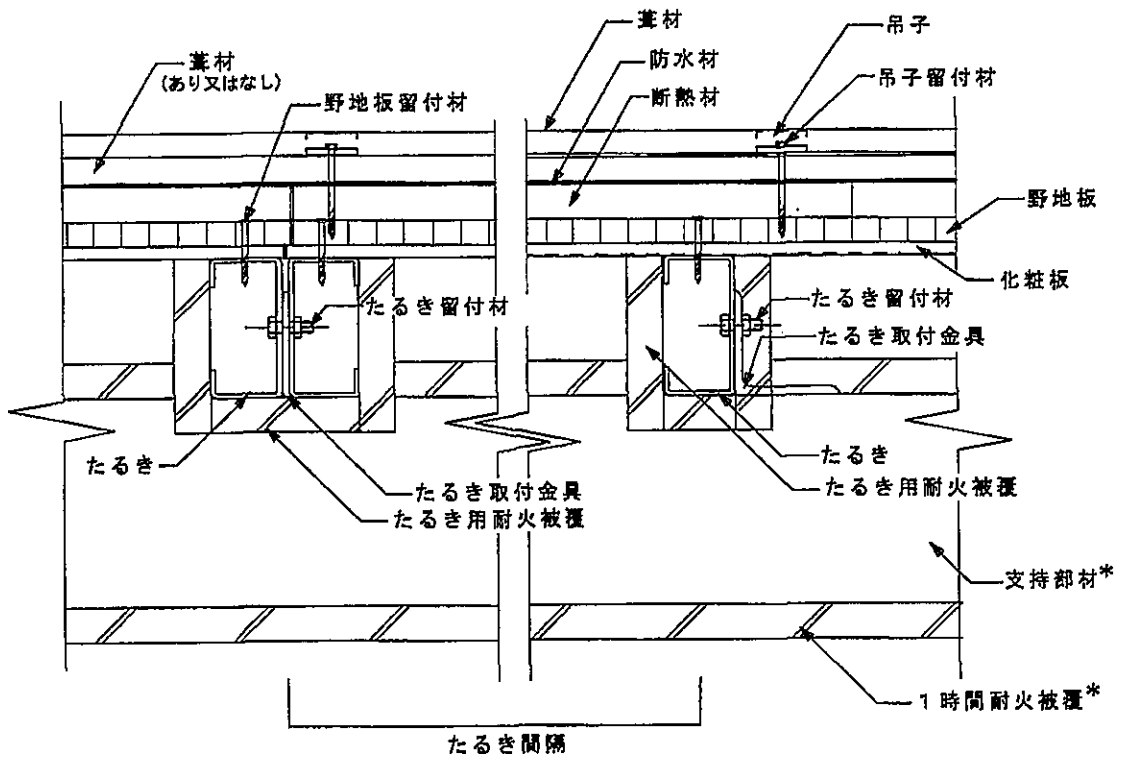 葺材
吊子
葺材
(あり又はなし)
防水材
吊子留付材
野地板留付材
断熱材
野地板
化粧板
たるき留付材
たるき留付材
たるき取付金具
たるき
たるき
たるき取付金具
たるき用耐火被覆
たるき用耐火被覆
支持部材*
1時間耐火被覆*
たるき間隔